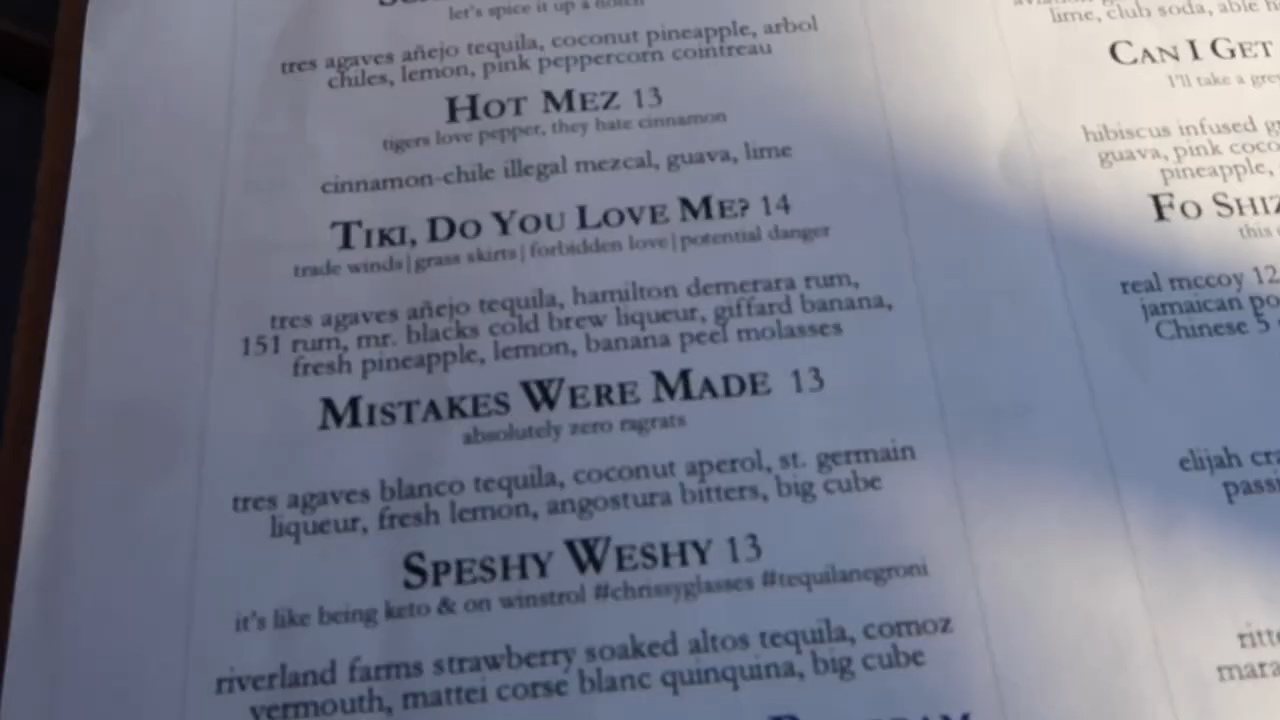 let's spice it up a notch
tres agaves añejo tequila, coconut pineapple, arbol
chiles, lemon, pink peppercorn cointreau
HOT MEZ 13
tigers love pepper, they hate cinnamon
cinnamon-chile illegal mezcal, guava, lime
TIKI, DO YOU LOVE ME? 14
trade winds|grass skirts|forbidden love|potential danger
tres agaves añejo tequila, hamilton demerara rum,
151 rum, mr. blacks cold brew liqueur, giffard banana,
fresh pineapple, lemon, banana peel molasses
MISTAKES WERE MADE 13
absolutely zero ragrats
tres agaves blanco tequila, coconut aperol, st. germain
liqueur, fresh lemon, angostura bitters, big cube
SPESHY WESHY 13
it's like being keto & on winstrol #chrissyglasses #tequilanegroni
riverland farms strawberry soaked altos tequila, comoz
vermouth, mattei corse blanc quinquina, big cube
lime, club soda, able
CAN I GET
I'll take a
hibiscus infused
guava, pink
pineapple,
FO
this
real mccoy 12
jamaican
Chinese 5
elijah